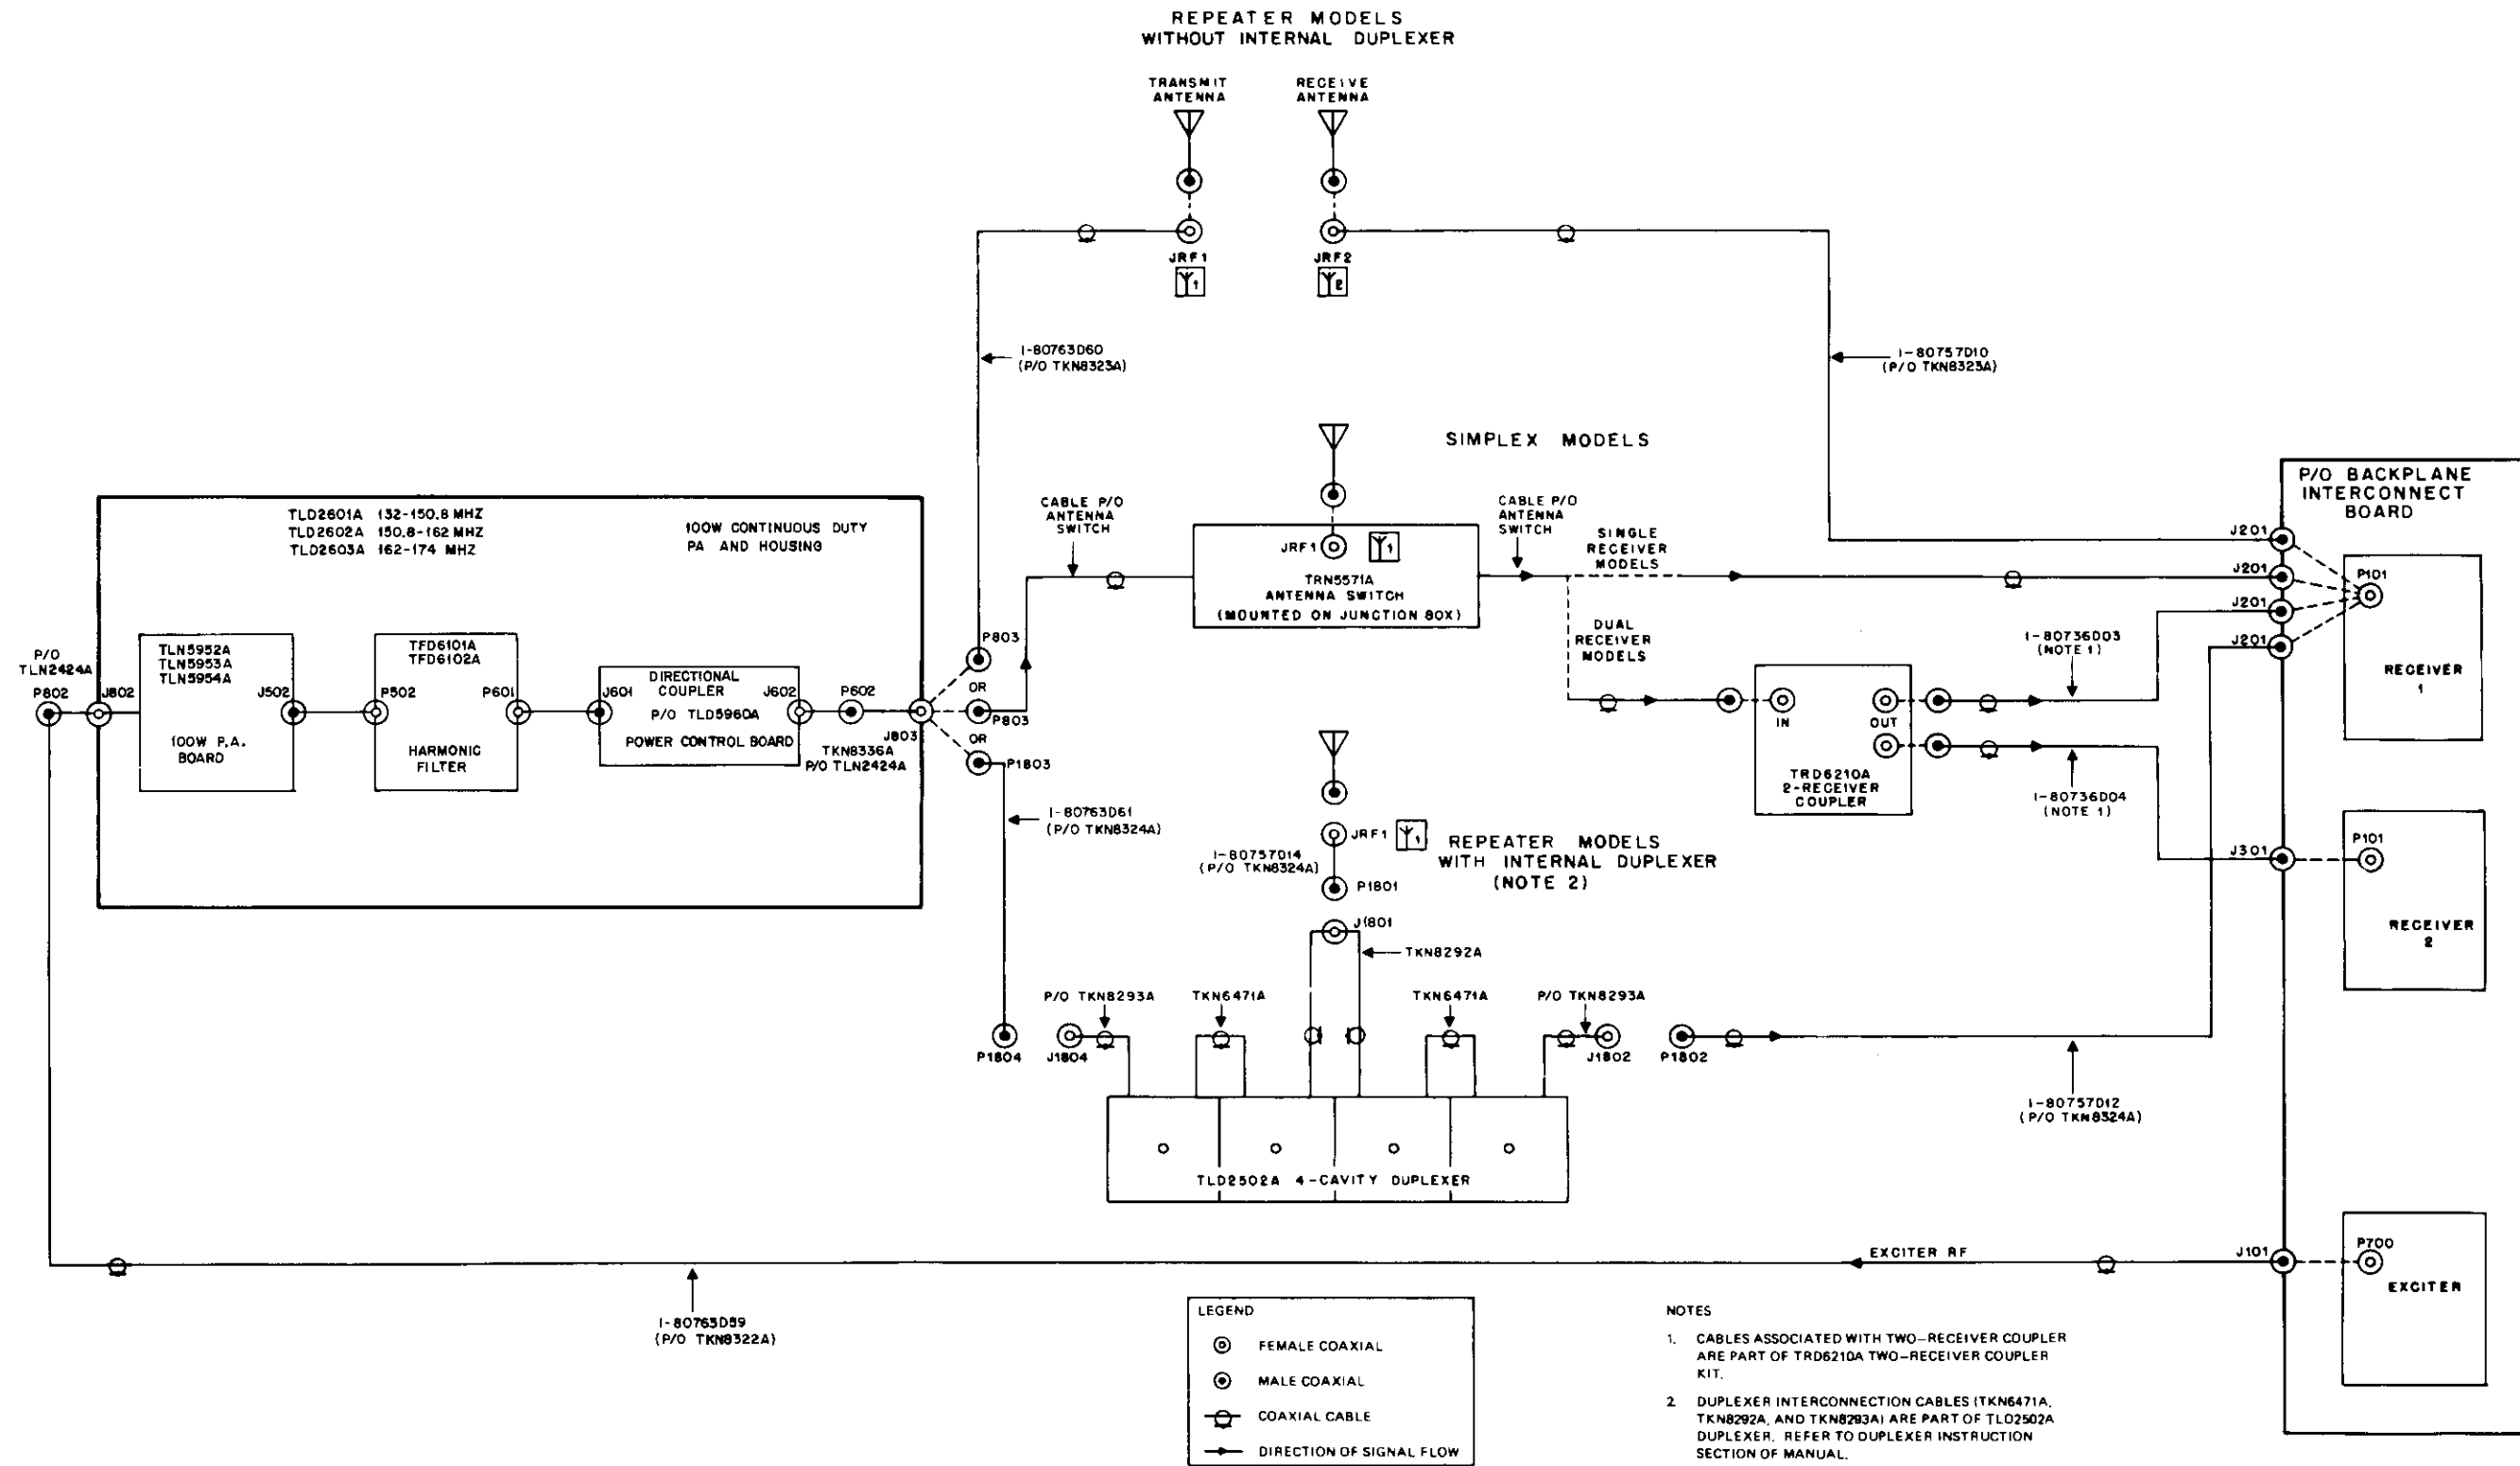 REPEATER MODELS
WITHOUT INTERNAL DUPLEXER
TRANSMIT
ANTENNA
RECEIVE
ANTENNA
JRF1
1
JRF2
2
1-80763D60
(P/O TKN8323A)
1-80757D10
(P/O TKN8323A)
SIMPLEX MODELS
CABLE P/O
ANTENNA
SWITCH
JRF1
1
TRN5571A
ANTENNA SWITCH
(MOUNTED ON JUNCTION BOX)
CABLE P/O
ANTENNA
SWITCH
SINGLE
RECEIVER
MODELS
DUAL
RECEIVER
MODELS
P/O BACKPLANE
INTERCONNECT
BOARD
J201
J201
J201
J201
P101
RECEIVER
1
1-80736D03
(NOTE 1)
IN
OUT
TRD6210A
2-RECEIVER
COUPLER
1-80736D04
(NOTE 1)
J301
P101
RECEIVER
2
TLD2601A 132-150.8 MHZ
TLD2602A 150.8-162 MHZ
TLD2603A 162-174 MHZ
100W CONTINUOUS DUTY
PA AND HOUSING
P/O
TLN2424A
P802
J802
TLN5952A
TLN5953A
TLN5954A
J502
100W P.A.
BOARD
TFD6101A
TFD6102A
P502
P601
HARMONIC
FILTER
J601
DIRECTIONAL
COUPLER
J602
P/O TLD5960A
POWER CONTROL BOARD
P602
TKN8336A
P/O TLN2424A
J803
P803
OR
P803
OR
P1803
1-80763D61
(P/O TKN8324A)
JRF1
1
1-80757D14
(P/O TKN8324A)
P1801
REPEATER MODELS
WITH INTERNAL DUPLEXER
(NOTE 2)
J1801
TKN8292A
P/O TKN8293A
TKN6471A
TKN6471A
P/O TKN8293A
P1804
J1804
J1802
P1802
1-80757D12
(P/O TKN8324A)
TLD2502A 4-CAVITY DUPLEXER
EXCITER RF
J101
P700
EXCITER
1-80763D59
(P/O TKN8322A)
LEGEND
FEMALE COAXIAL
MALE COAXIAL
COAXIAL CABLE
DIRECTION OF SIGNAL FLOW
NOTES
1. CABLES ASSOCIATED WITH TWO-RECEIVER COUPLER
ARE PART OF TRD6210A TWO-RECEIVER COUPLER
KIT.
2 DUPLEXER INTERCONNECTION CABLES (TKN6471A,
TKN8292A, AND TKN8293A) ARE PART OF TLD2502A
DUPLEXER. REFER TO DUPLEXER INSTRUCTION
SECTION OF MANUAL.